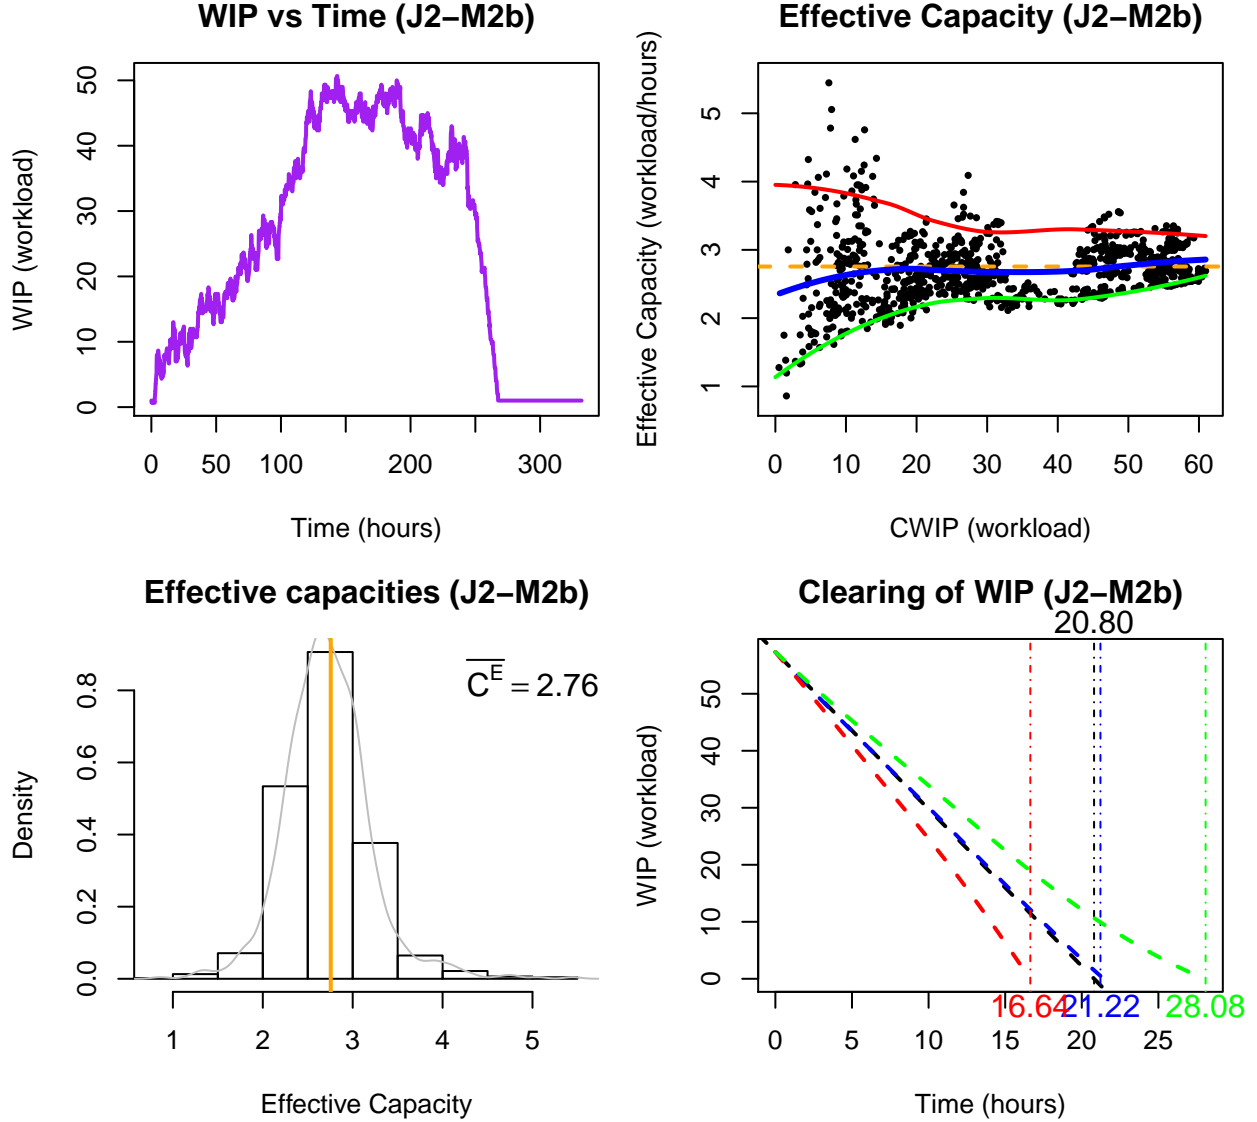 WIP vs Time (J2−M2b)
WIP (workload)
0 10 20 30 40 50
0 50 100 200 300
Time (hours)
Effective Capacity (J2−M2b)
Effective Capacity (workload/hours)
1 2 3 4 5
0 10 20 30 40 50 60
CWIP (workload)
Effective capacities (J2−M2b)
C^E = 2.76
Density
0.0 0.2 0.4 0.6 0.8
1 2 3 4 5
Effective Capacity
Clearing of WIP (J2−M2b)
20.80
WIP (workload)
0 10 20 30 40 50
16.64 21.22 28.08
0 5 10 15 20 25
Time (hours)